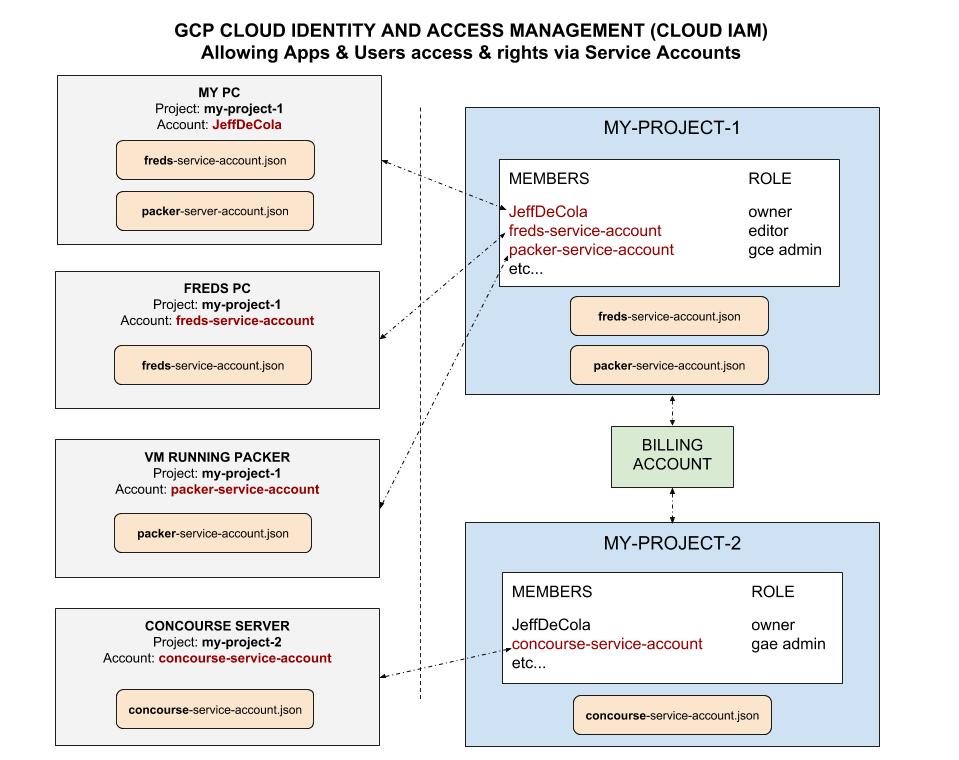 GCP CLOUD IDENTITY AND ACCESS MANAGEMENT (CLOUD IAM)
Allowing Apps & Users access & rights via Service Accounts
MY PC
Project: my-project-1
Account: JeffDeCola
freds-service-account.json
packer-server-account.json
FREDS PC
Project: my-project-1
Account: freds-service-account
freds-service-account.json
VM RUNNING PACKER
Project: my-project-1
Account: packer-service-account
packer-service-account.json
CONCOURSE SERVER
Project: my-project-2
Account: concourse-service-account
concourse-service-account.json
MY-PROJECT-1
MEMBERS ROLE
JeffDeCola owner
freds-service-account editor
packer-service-account gce admin
etc...
freds-service-account.json
packer-service-account.json
BILLING
ACCOUNT
MY-PROJECT-2
MEMBERS ROLE
JeffDeCola owner
concourse-service-account gae admin
etc...
concourse-service-account.json